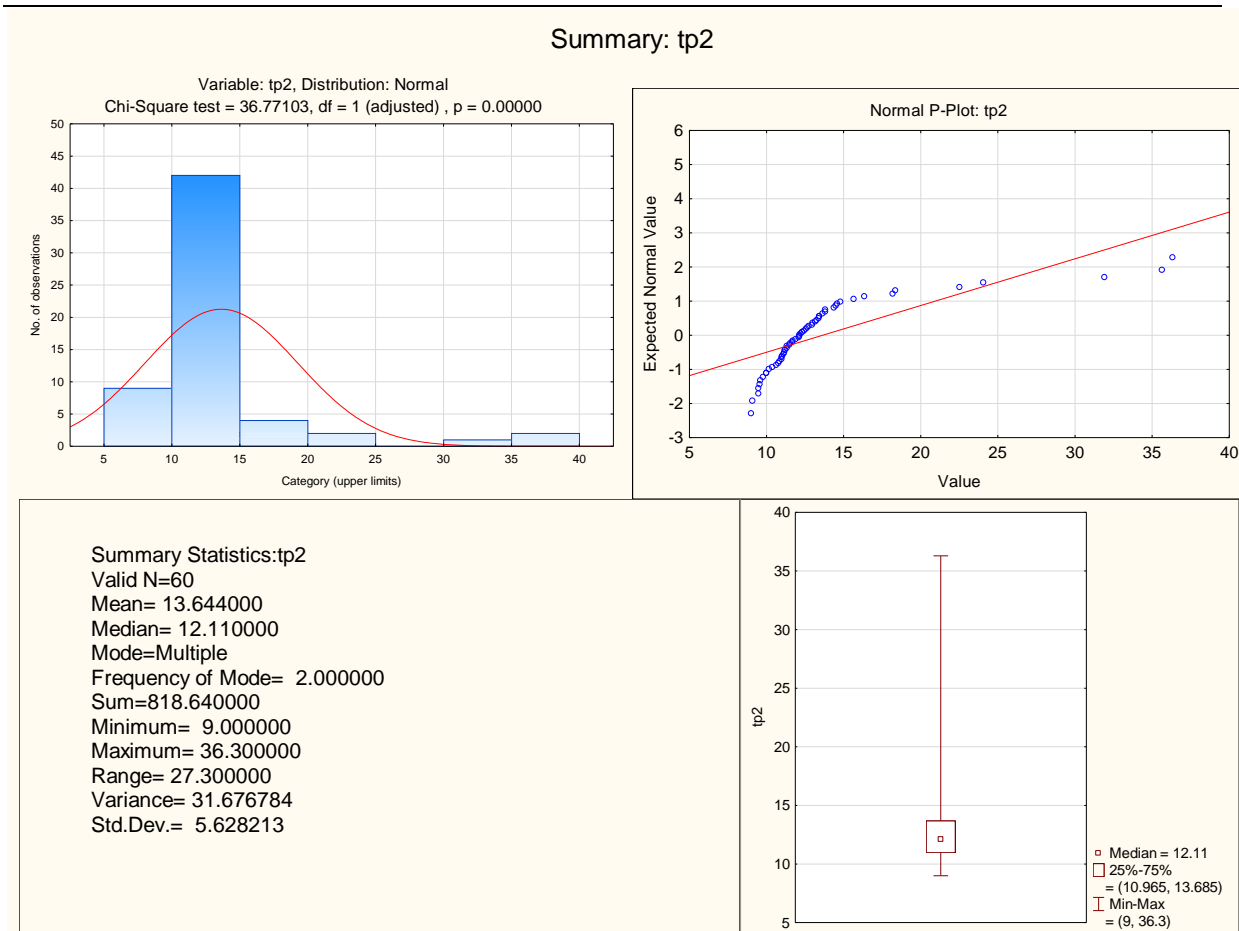 Summary: tp2
Variable: tp2, Distribution: Normal
Chi-Square test = 36.77103, df = 1 (adjusted) , p = 0.00000
50
45
40
35
30
25
20
15
10
5
0
No. of observations
5 10 15 20 25 30 35 40
Category (upper limits)
Normal P-Plot: tp2
6
5
4
3
2
1
0
-1
-2
-3
Expected Normal Value
5 10 15 20 25 30 35 40
Value
Summary Statistics:tp2
Valid N=60
Mean= 13.644000
Median= 12.110000
Mode=Multiple
Frequency of Mode= 2.000000
Sum=818.640000
Minimum= 9.000000
Maximum= 36.300000
Range= 27.300000
Variance= 31.676784
Std.Dev.= 5.628213
40
35
30
25
20
15
10
5
tp2
Median = 12.11
25%-75%
= (10.965, 13.685)
Min-Max
= (9, 36.3)